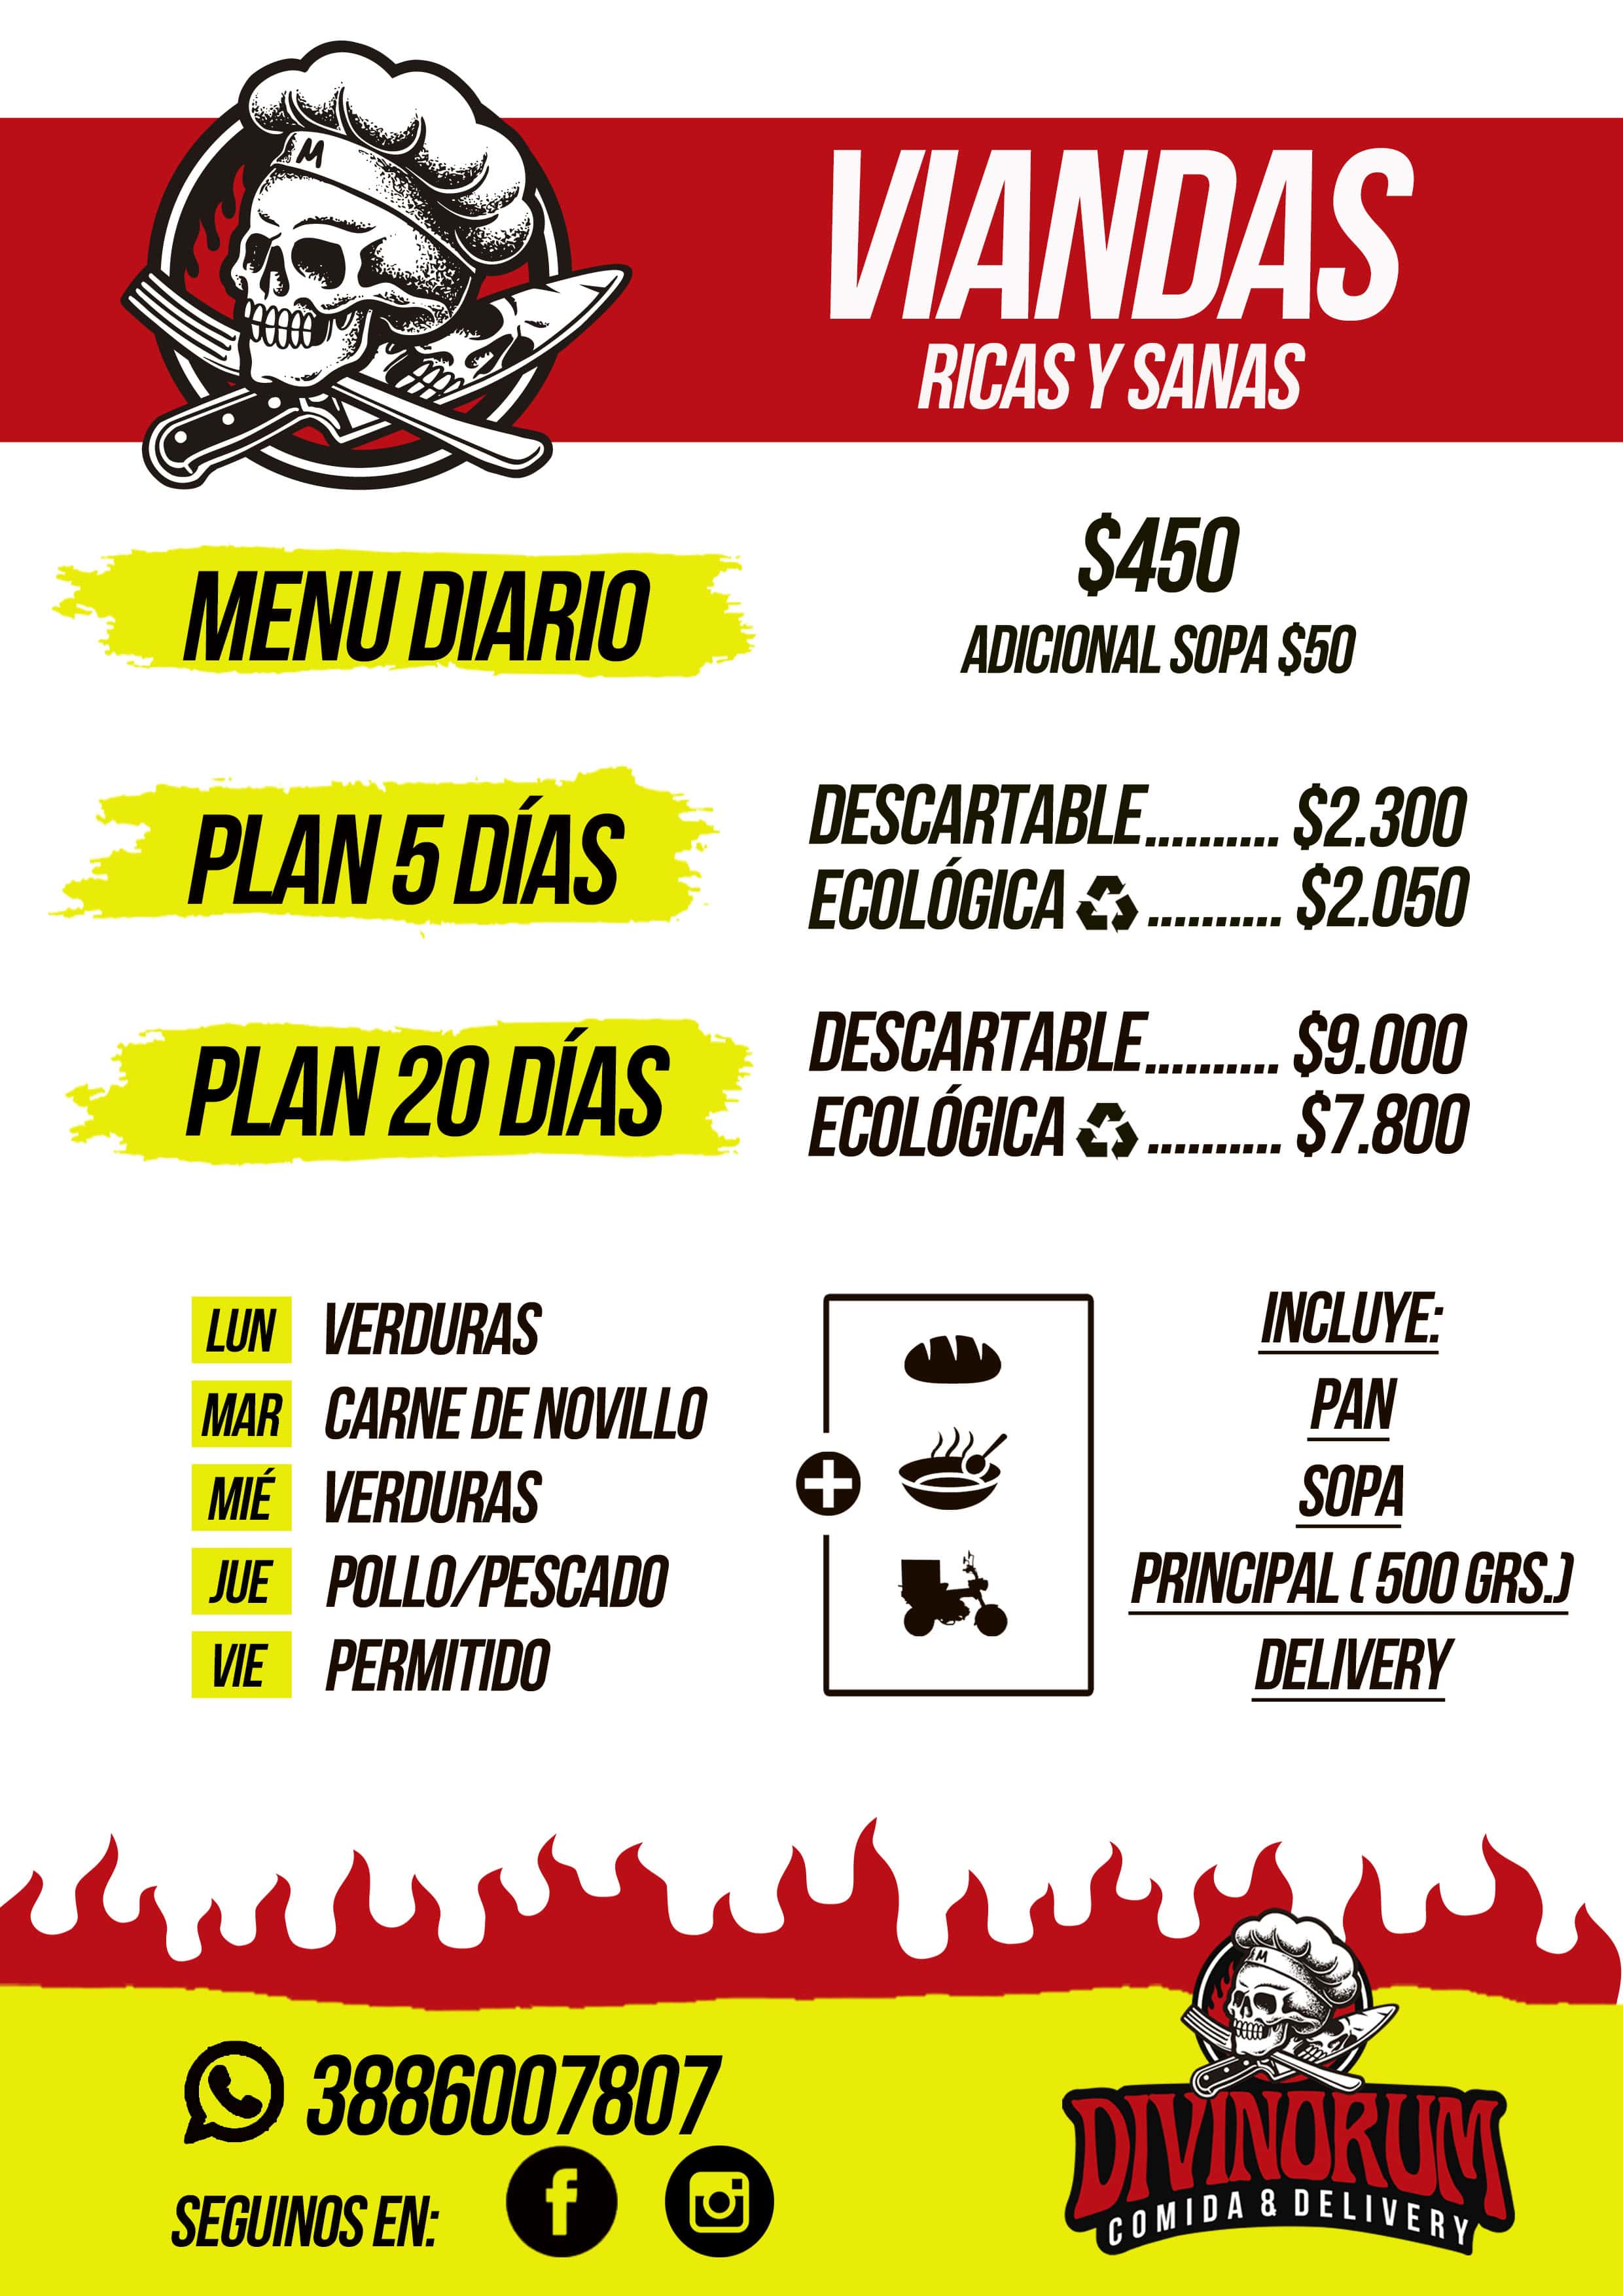 M
VIANDAS
RICAS Y SANAS
MENU DIARIO
$450
ADICIONAL SOPA $50
PLAN 5 DÍAS
DESCARTABLE.......... $2.300
ECOLÓGICA .......... $2.050
PLAN 20 DÍAS
DESCARTABLE.......... $9.000
ECOLÓGICA .......... $7.800
LUN VERDURAS
MAR CARNE DE NOVILLO
MIÉ VERDURAS
JUE POLLO/PESCADO
VIE PERMITIDO
INCLUYE:
PAN
SOPA
PRINCIPAL ( 500 GRS.)
DELIVERY
3886007807
SEGUINOS EN:
M
DIVINORUM
COMIDA & DELIVERY